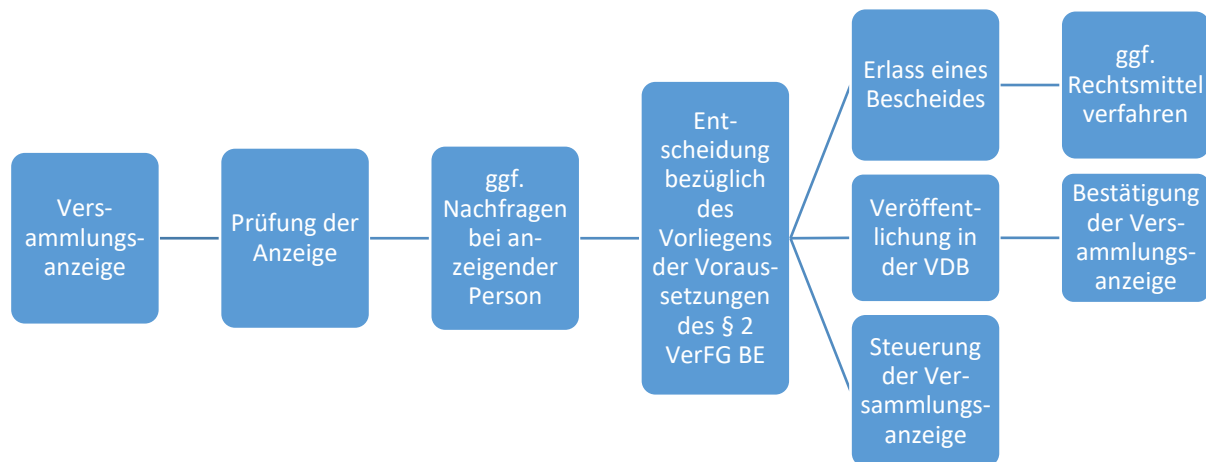 Vers-
ammlungs-
anzeige
Prüfung der
Anzeige
ggf.
Nachfragen
bei an-
zeigender
Person
Ent-
scheidung
bezüglich
des
Vorliegens
der Voraus-
setzungen
des § 2
VerFG BE
Erlass eines
Bescheides
ggf.
Rechtsmittel
verfahren
Veröffent-
lichung in
der VDB
Bestätigung
der Vers-
ammlungs-
anzeige
Steuerung
der Ver-
sammlungs-
anzeige